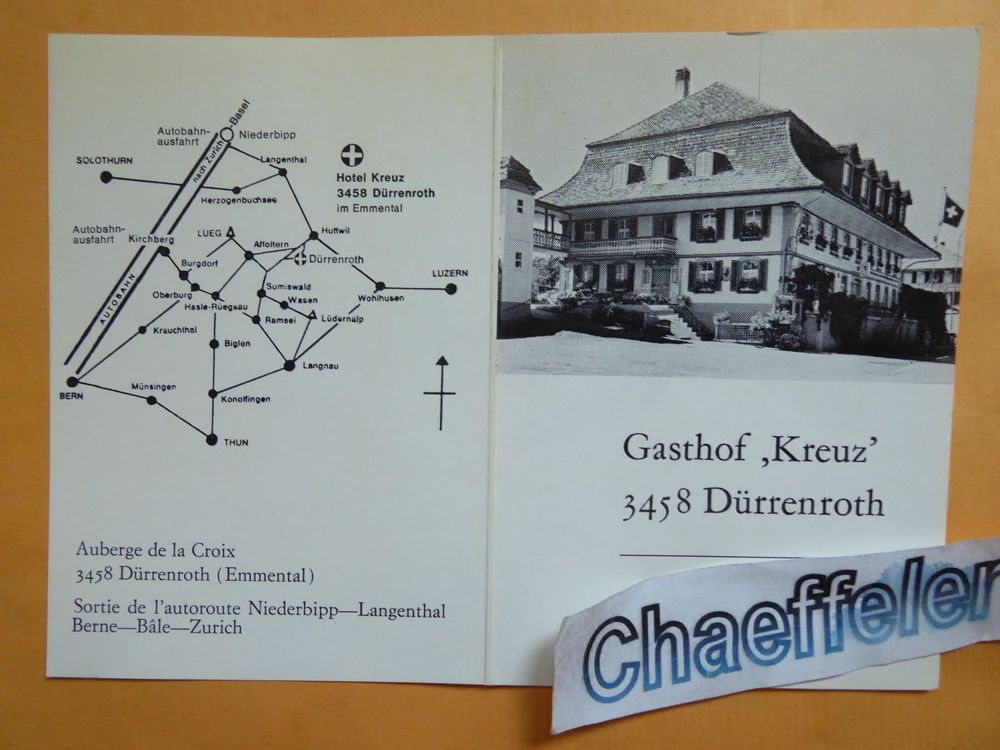 Basel
Autobahn-
ausfahrt
Niederbipp
nach Zürich
SOLOTHURN
Langenthal
Herzogenbuchsee
Hotel Kreuz
3458 Dürrenroth
im Emmental
Autobahn-
ausfahrt
Kirchberg
LUEG
Affoltern
Huttwil
Dürrenroth
Burgdorf
LUZERN
Oberburg
Sumiswald
Wohlhusen
Hasle-Rüegsau
Wasen
AUTOBAHN
Ramsei
Lüdernalp
Krauchthal
Biglen
Langnau
BERN
Münsingen
Konolfingen
THUN
Auberge de la Croix
3458 Dürrenroth (Emmental)
Sortie de l'autoroute Niederbipp—Langenthal
Berne—Bâle—Zurich
Gasthof ‚Kreuz’
3458 Dürrenroth
Chaeffeler